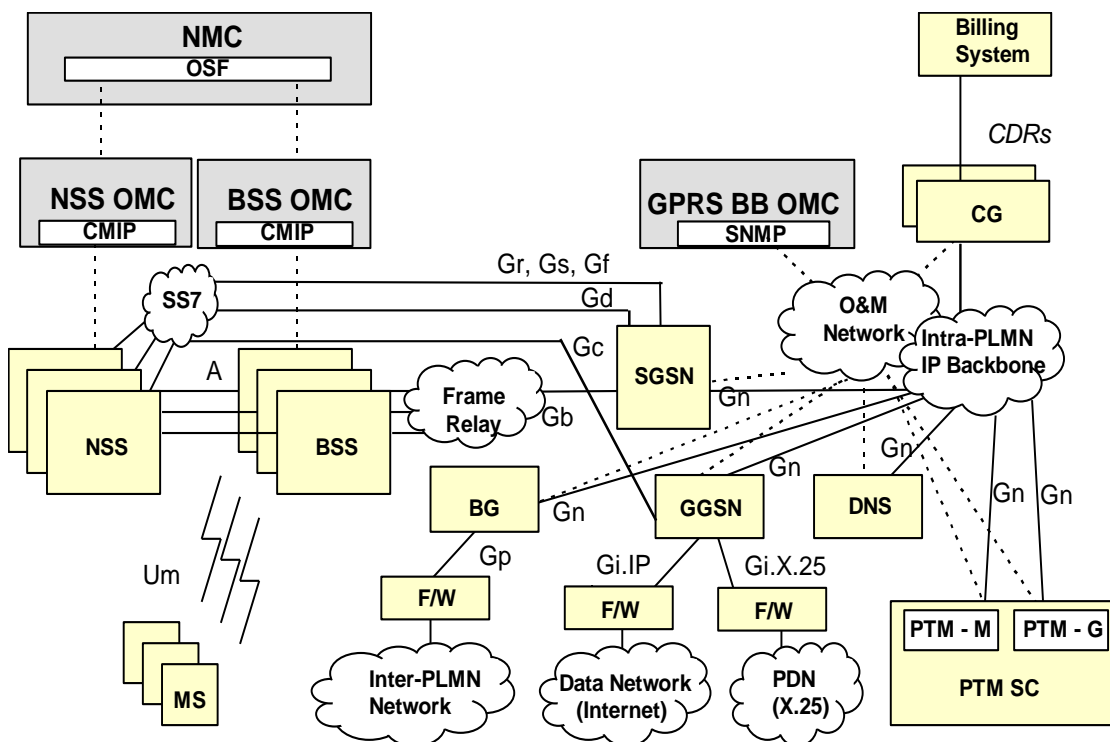 NMC
OSF
Billing
System
CDRs
NSS OMC
CMIP
BSS OMC
CMIP
GPRS BB OMC
SNMP
CG
SS7
Gr, Gs, Gf
Gd
Gc
O&M
Network
Intra-PLMN
IP Backbone
A
NSS
BSS
Frame
Relay
Gb
SGSN
Gn
BG
Gn
GGSN
Gn
DNS
Gn
Gn
Gn
Um
Gp
Gi.IP
Gi.X.25
F/W
F/W
F/W
MS
Inter-PLMN
Network
Data Network
(Internet)
PDN
(X.25)
PTM - M
PTM - G
PTM SC